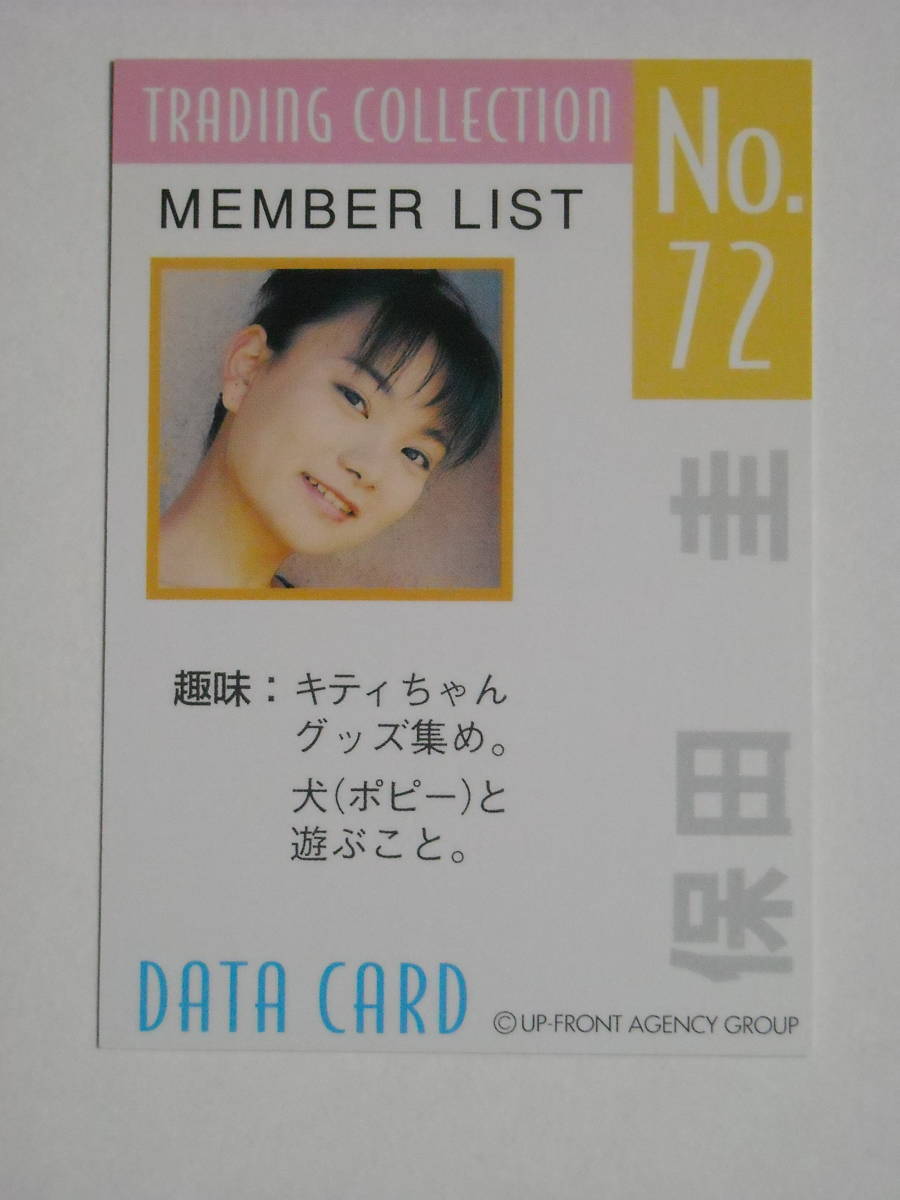 TRADING COLLECTION
No.
72
MEMBER LIST
保田 圭
趣味：キティちゃん
グッズ集め。
犬(ポピー)と
遊ぶこと。
DATA CARD
©UP-FRONT AGENCY GROUP